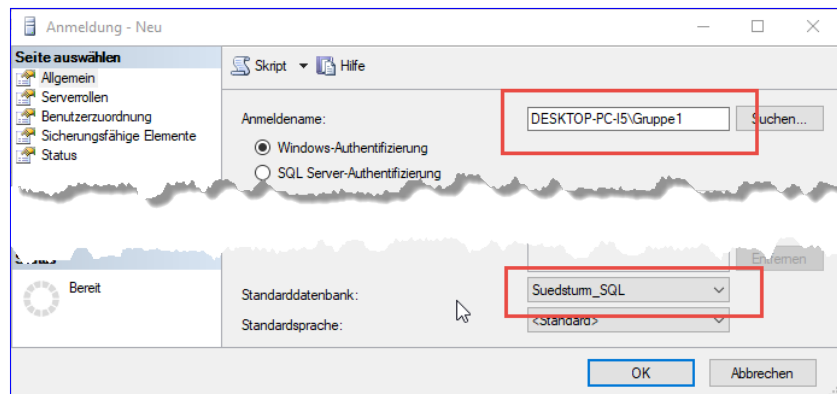 Anmeldung - Neu
Seite auswählen
Allgemein
Serverrollen
Benutzerzuordnung
Sicherungsfähige Elemente
Status
Skript Hilfe
Anmeldename: DESKTOP-PC-I5\Gruppe1 Suchen...
Windows-Authentifizierung
SQL Server-Authentifizierung
Entfernen
Bereit
Standarddatenbank: Suedsturm_SQL
Standardsprache: <Standard>
OK Abbrechen